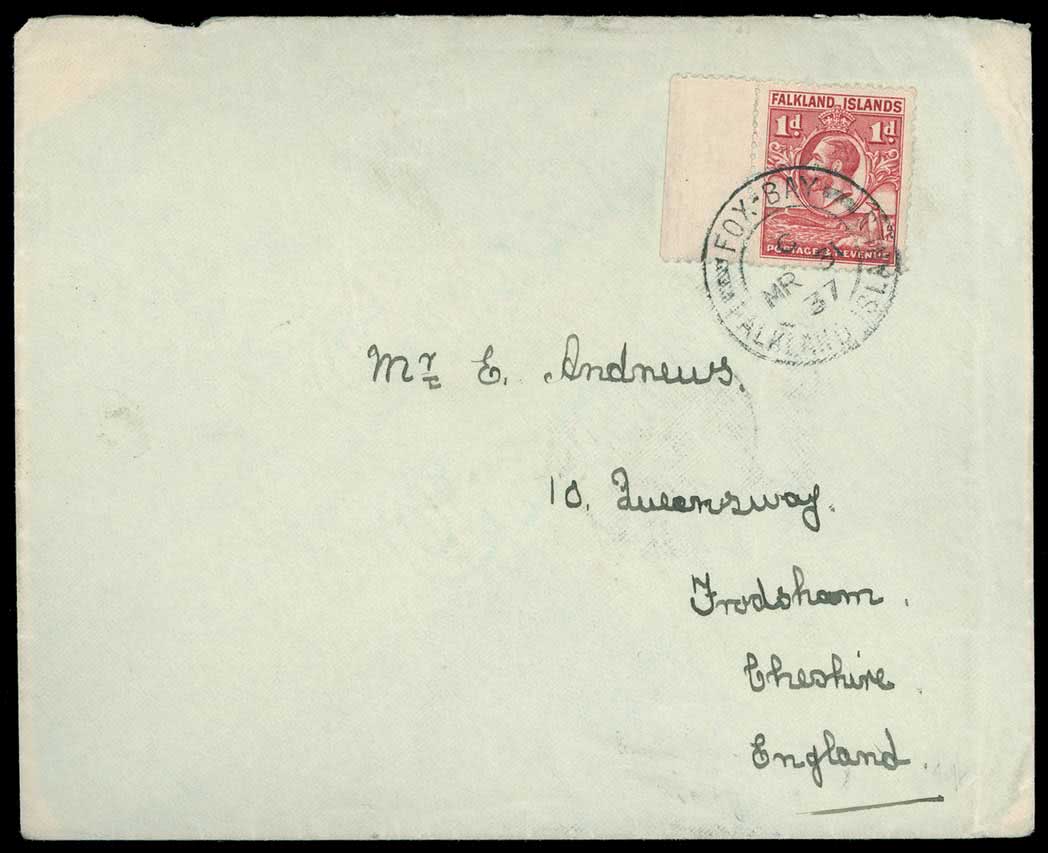 FALKLAND ISLANDS
1d. 1d.
POSTAGE & REVENUE
FOX-BAY
MR
37
FALKLAND ISL
Mr E. Andrews.
10. Queensway.
Frodsham.
Cheshire.
England.